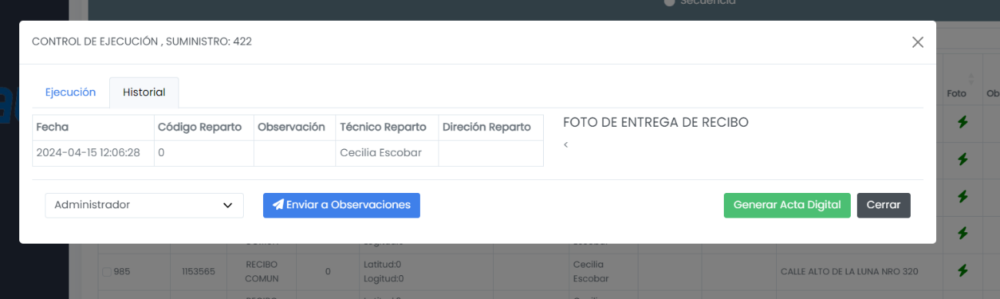 Secuencia
CONTROL DE EJECUCIÓN , SUMINISTRO: 422
Ejecución Historial
Fecha Código Reparto Observación Técnico Reparto Direción Reparto
2024-04-15 12:06:28 0 Cecilia Escobar
FOTO DE ENTREGA DE RECIBO
<
Administrador Enviar a Observaciones Generar Acta Digital Cerrar
Foto Ob
985 1153565 RECIBO COMUN 0 Latitud:0 Logitud:0 Cecilia Escobar CALLE ALTO DE LA LUNA NRO 320